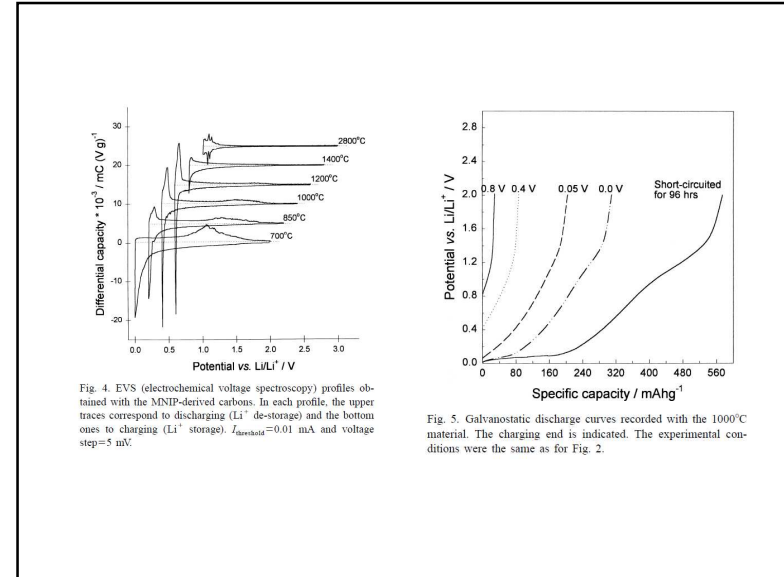 30
20
10
0
-10
-20
Differential capacity * 10⁻³ / mC (V g)⁻¹
2800°C
1400°C
1200°C
1000°C
850°C
700°C
0.0 0.5 1.0 1.5 2.0 2.5 3.0
Potential vs. Li/Li⁺ / V
Fig. 4. EVS (electrochemical voltage spectroscopy) profiles ob-
tained with the MNIP-derived carbons. In each profile, the upper
traces correspond to discharging (Li⁺ de-storage) and the bottom
ones to charging (Li⁺ storage). Ithreshold=0.01 mA and voltage
step=5 mV.
2.8
2.4
2.0
1.6
1.2
0.8
0.4
0.0
Potential vs. Li/Li⁺ / V
0.8 V 0.4 V 0.05 V 0.0 V
Short-circuited
for 96 hrs
0 80 160 240 320 400 480 560
Specific capacity / mAhg⁻¹
Fig. 5. Galvanostatic discharge curves recorded with the 1000°C
material. The charging end is indicated. The experimental con-
ditions were the same as for Fig. 2.